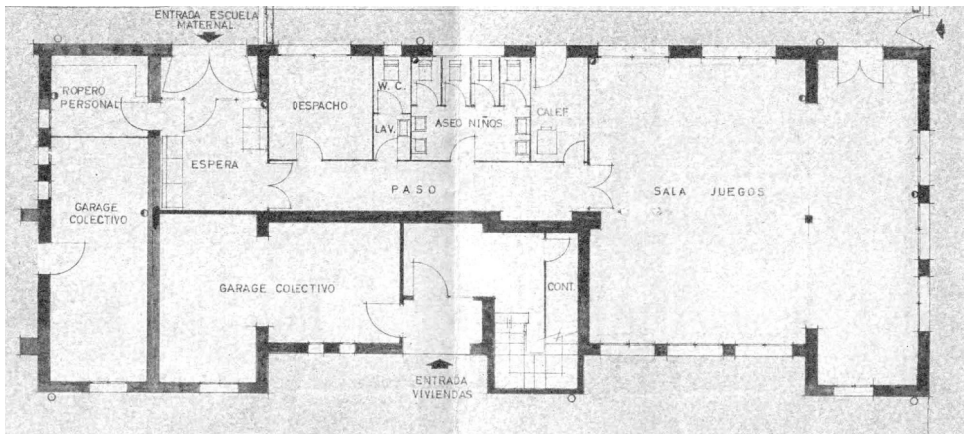 ENTRADA ESCUELA
MATERNAL
ROPERO
PERSONAL
W. C.
DESPACHO
LAV.
ASEO NIÑOS
CALEF.
ESPERA
PASO
SALA JUEGOS
GARAGE
COLECTIVO
GARAGE COLECTIVO
CONT.
ENTRADA
VIVIENDAS